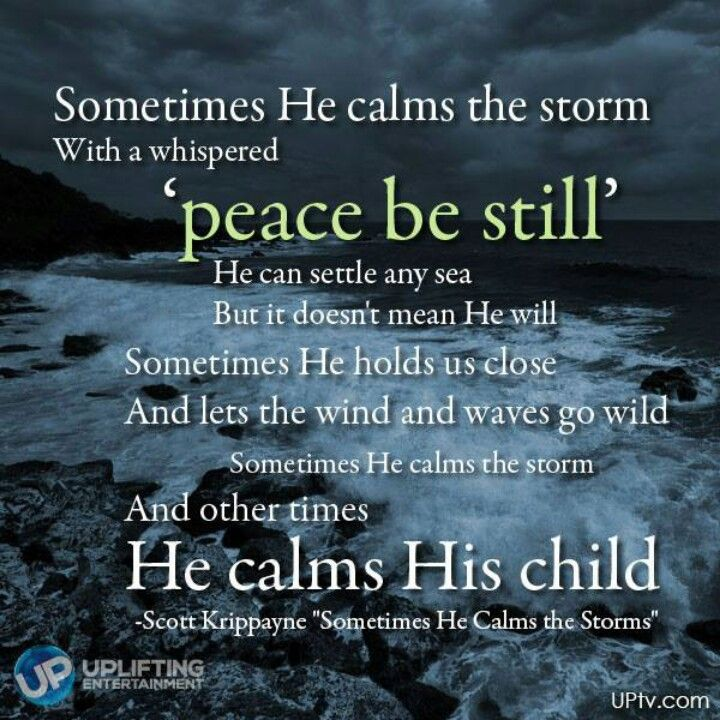 Sometimes He calms the storm
With a whispered
‘peace be still’
He can settle any sea
But it doesn't mean He will
Sometimes He holds us close
And lets the wind and waves go wild
Sometimes He calms the storm
And other times
He calms His child
-Scott Krippayne "Sometimes He Calms the Storms"
UP UPLIFTING
ENTERTAINMENT
UPtv.com